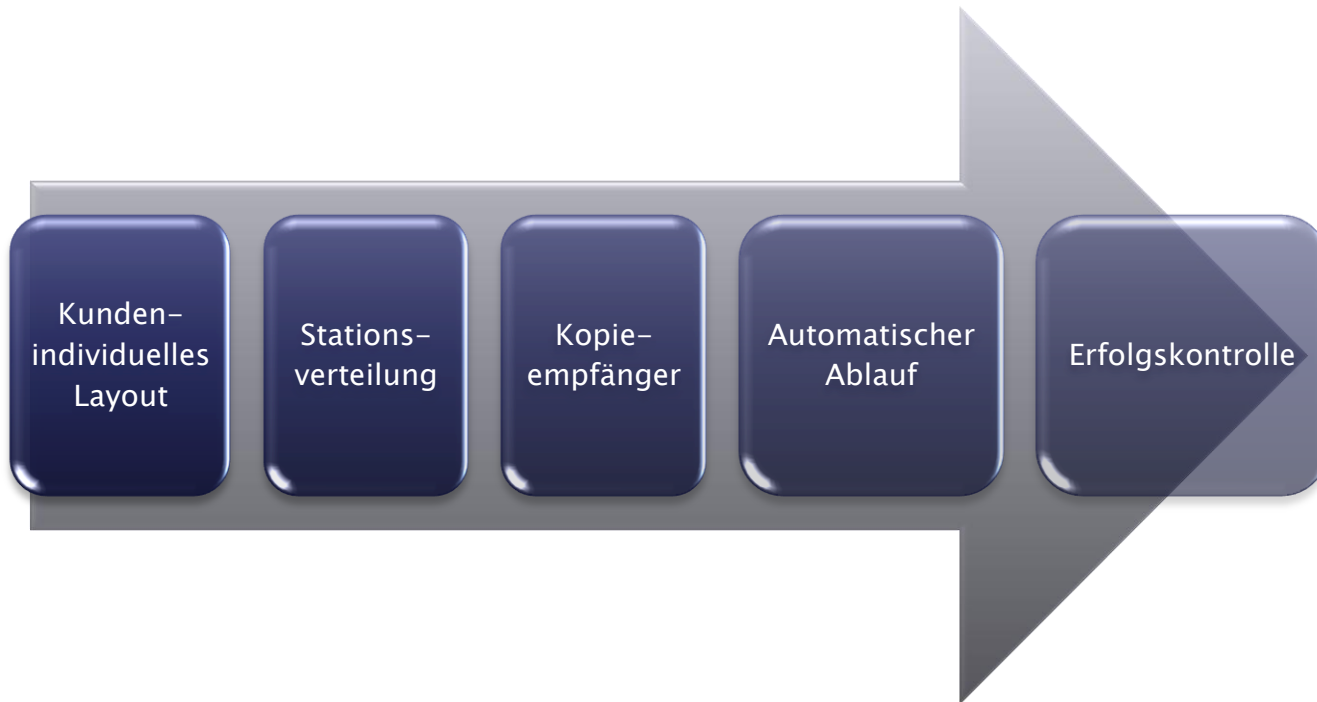 Kunden-
individuelles
Layout
Stations-
verteilung
Kopie-
empfänger
Automatischer
Ablauf
Erfolgskontrolle